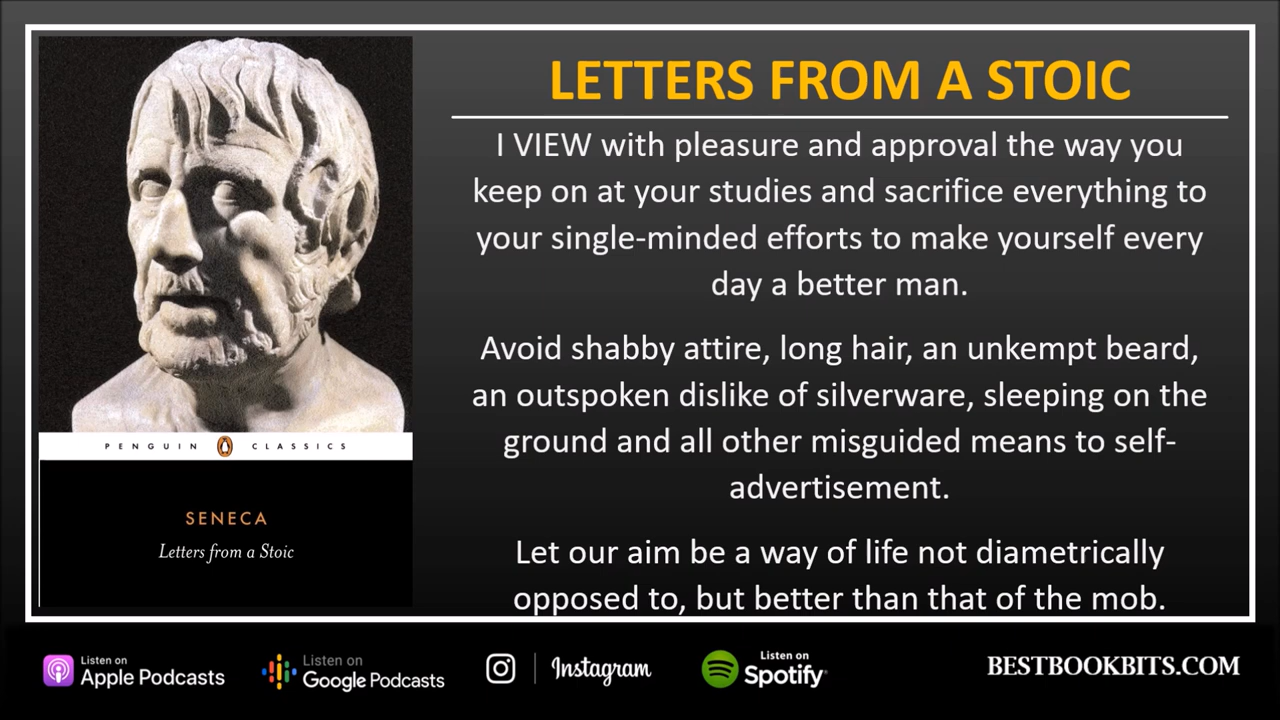 LETTERS FROM A STOIC
I VIEW with pleasure and approval the way you
keep on at your studies and sacrifice everything to
your single-minded efforts to make yourself every
day a better man.
Avoid shabby attire, long hair, an unkempt beard,
an outspoken dislike of silverware, sleeping on the
ground and all other misguided means to self-
advertisement.
Let our aim be a way of life not diametrically
opposed to, but better than that of the mob.
PENGUIN CLASSICS
SENECA
Letters from a Stoic
Listen on
Apple Podcasts
Listen on
Google Podcasts
Instagram
Listen on
Spotify
BESTBOOKBITS.COM